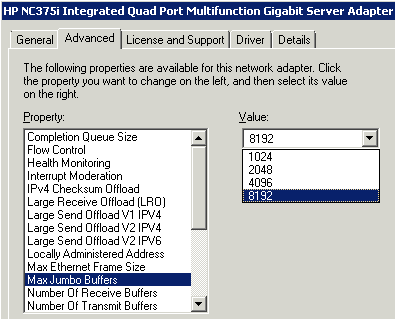 HP NC375i Integrated Quad Port Multifunction Gigabit Server Adapter
General Advanced License and Support Driver Details
The following properties are available for this network adapter. Click
the property you want to change on the left, and then select its value
on the right.
Property:
Completion Queue Size
Flow Control
Health Monitoring
Interrupt Moderation
IPv4 Checksum Offload
Large Receive Offload (LRO)
Large Send Offload V1 IPV4
Large Send Offload V2 IPV4
Large Send Offload V2 IPV6
Locally Administered Address
Max Ethernet Frame Size
Max Jumbo Buffers
Number Of Receive Buffers
Number Of Transmit Buffers
Value:
8192
1024
2048
4096
8192